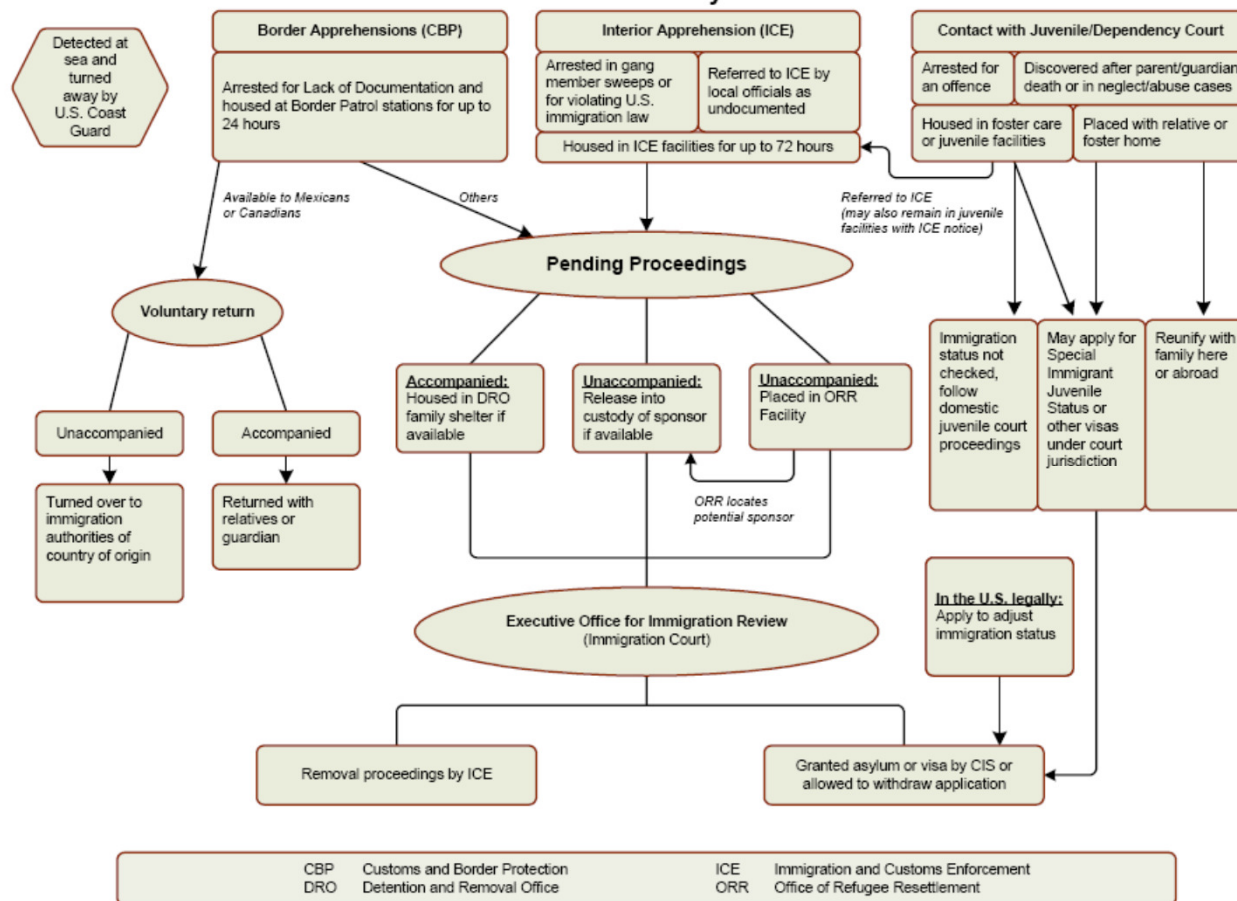 Detected at
sea and
turned
away by
U.S. Coast
Guard
Border Apprehensions (CBP)
Arrested for Lack of Documentation and
housed at Border Patrol stations for up to
24 hours
Interior Apprehension (ICE)
Arrested in gang
member sweeps or
for violating U.S.
immigration law
Referred to ICE by
local officials as
undocumented
Housed in ICE facilities for up to 72 hours
Contact with Juvenile/Dependency Court
Arrested for
an offence
Discovered after parent/guardian
death or in neglect/abuse cases
Housed in foster care
or juvenile facilities
Placed with relative or
foster home
Available to Mexicans
or Canadians
Others
Referred to ICE
(may also remain in juvenile
facilities with ICE notice)
Pending Proceedings
Voluntary return
Unaccompanied
Accompanied
Turned over to
immigration
authorities of
country of origin
Returned with
relatives or
guardian
Accompanied:
Housed in DRO
family shelter if
available
Unaccompanied:
Release into
custody of sponsor
if available
Unaccompanied:
Placed in ORR
Facility
ORR locates
potential sponsor
Immigration
status not
checked,
follow
domestic
juvenile court
proceedings
May apply for
Special
Immigrant
Juvenile
Status or
other visas
under court
jurisdiction
Reunify with
family here
or abroad
Executive Office for Immigration Review
(Immigration Court)
In the U.S. legally:
Apply to adjust
immigration status
Removal proceedings by ICE
Granted asylum or visa by CIS or
allowed to withdraw application
CBP Customs and Border Protection
ICE Immigration and Customs Enforcement
DRO Detention and Removal Office
ORR Office of Refugee Resettlement